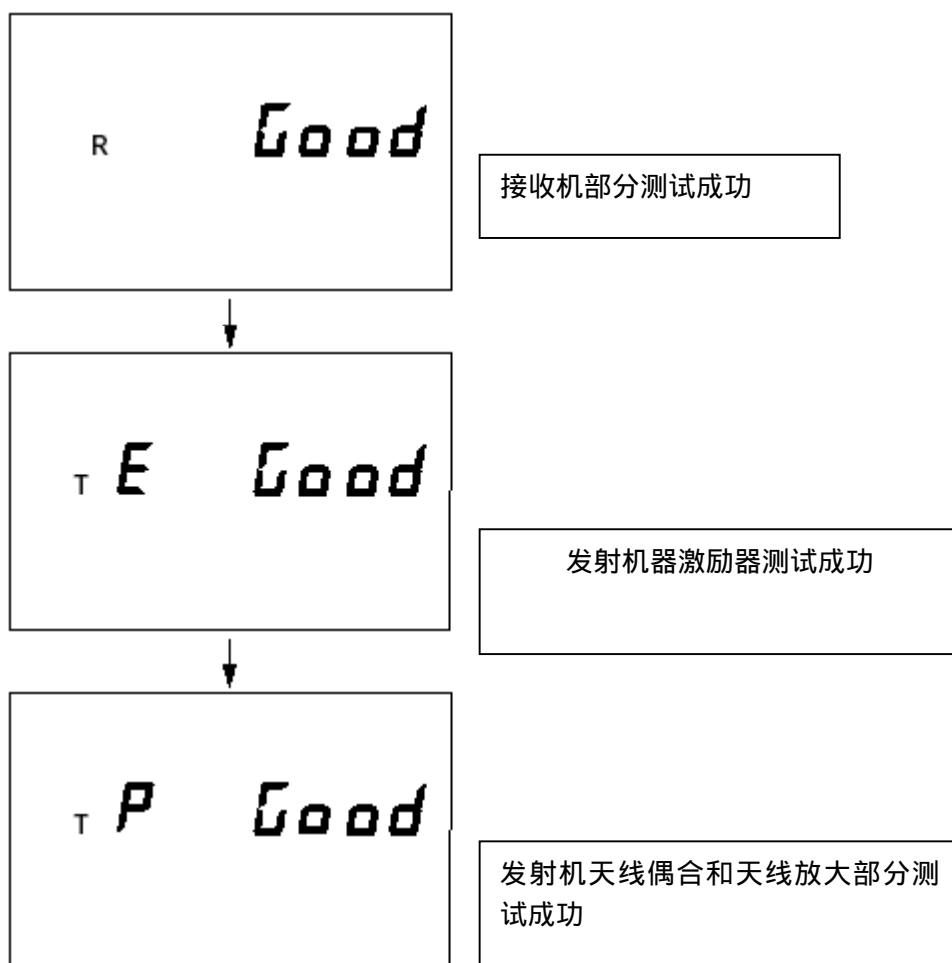 R Good
接收机部分测试成功
T E Good
发射机器激励器测试成功
T P Good
发射机天线偶合和天线放大部分测
试成功